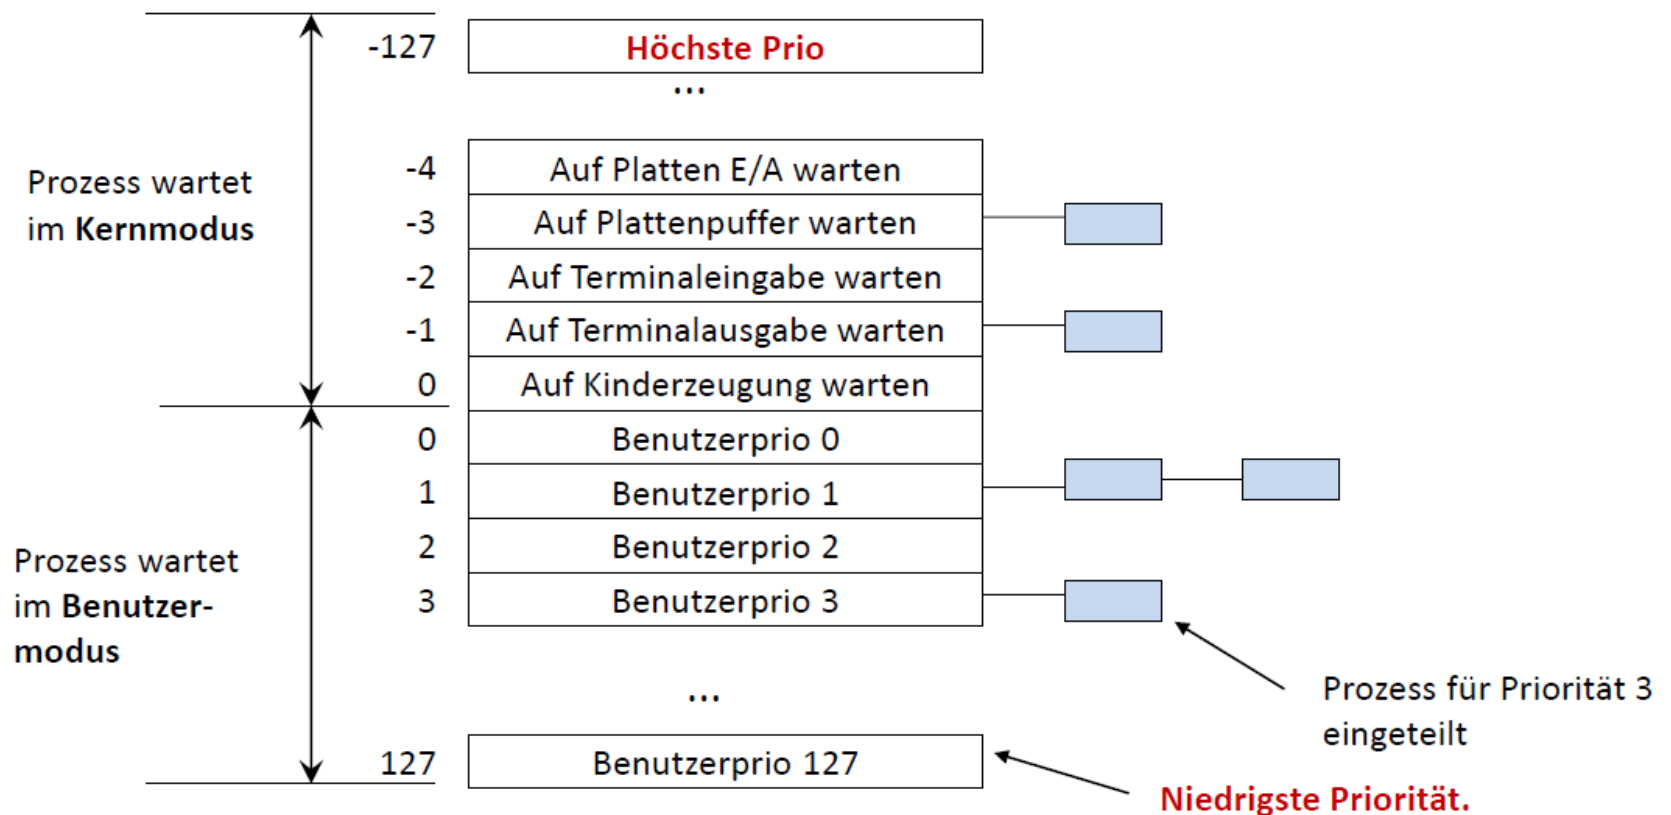 -127 Höchste Prio
...
-4 Auf Platten E/A warten
Prozess wartet
im Kernmodus
-3 Auf Plattenpuffer warten
-2 Auf Terminaleingabe warten
-1 Auf Terminalausgabe warten
0 Auf Kinderzeugung warten
0 Benutzerprio 0
1 Benutzerprio 1
2 Benutzerprio 2
Prozess wartet
im Benutzer-
modus
3 Benutzerprio 3
...
Prozess für Priorität 3
eingeteilt
127 Benutzerprio 127
Niedrigste Priorität.